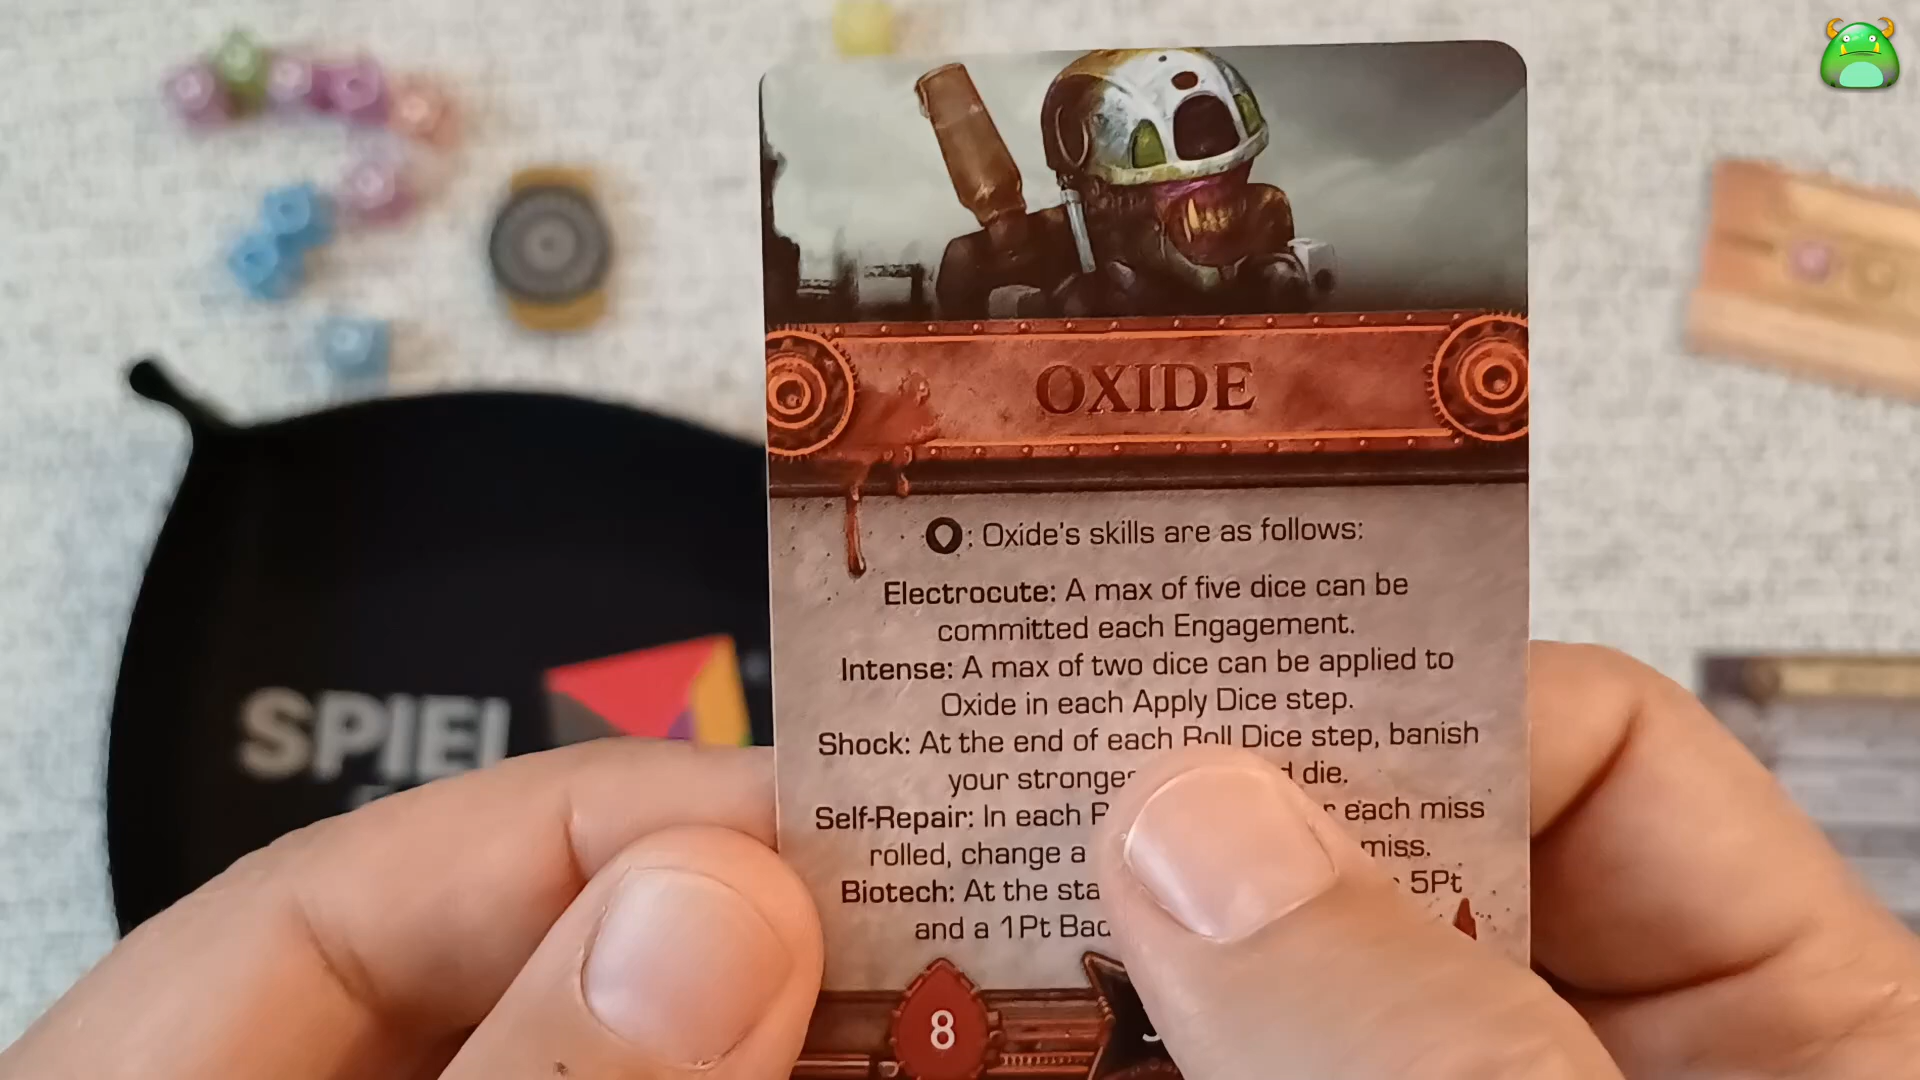 OXIDE
: Oxide's skills are as follows:
Electrocute: A max of five dice can be
committed each Engagement.
Intense: A max of two dice can be applied to
Oxide in each Apply Dice step.
Shock: At the end of each Roll Dice step, banish
your die.
Self-Repair: In each each miss
rolled, change a miss.
Biotech: At the 5Pt
and a 1Pt
8
SPIEL